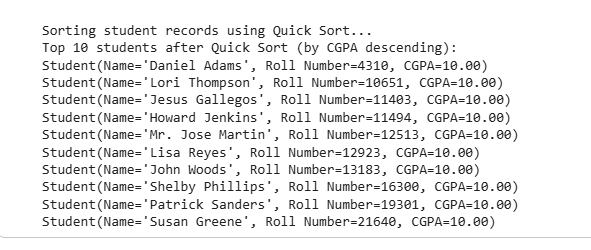 Sorting student records using Quick Sort...
Top 10 students after Quick Sort (by CGPA descending):
Student(Name='Daniel Adams', Roll Number=4310, CGPA=10.00)
Student(Name='Lori Thompson', Roll Number=10651, CGPA=10.00)
Student(Name='Jesus Gallegos', Roll Number=11403, CGPA=10.00)
Student(Name='Howard Jenkins', Roll Number=11494, CGPA=10.00)
Student(Name='Mr. Jose Martin', Roll Number=12513, CGPA=10.00)
Student(Name='Lisa Reyes', Roll Number=12923, CGPA=10.00)
Student(Name='John Woods', Roll Number=13183, CGPA=10.00)
Student(Name='Shelby Phillips', Roll Number=16300, CGPA=10.00)
Student(Name='Patrick Sanders', Roll Number=19301, CGPA=10.00)
Student(Name='Susan Greene', Roll Number=21640, CGPA=10.00)